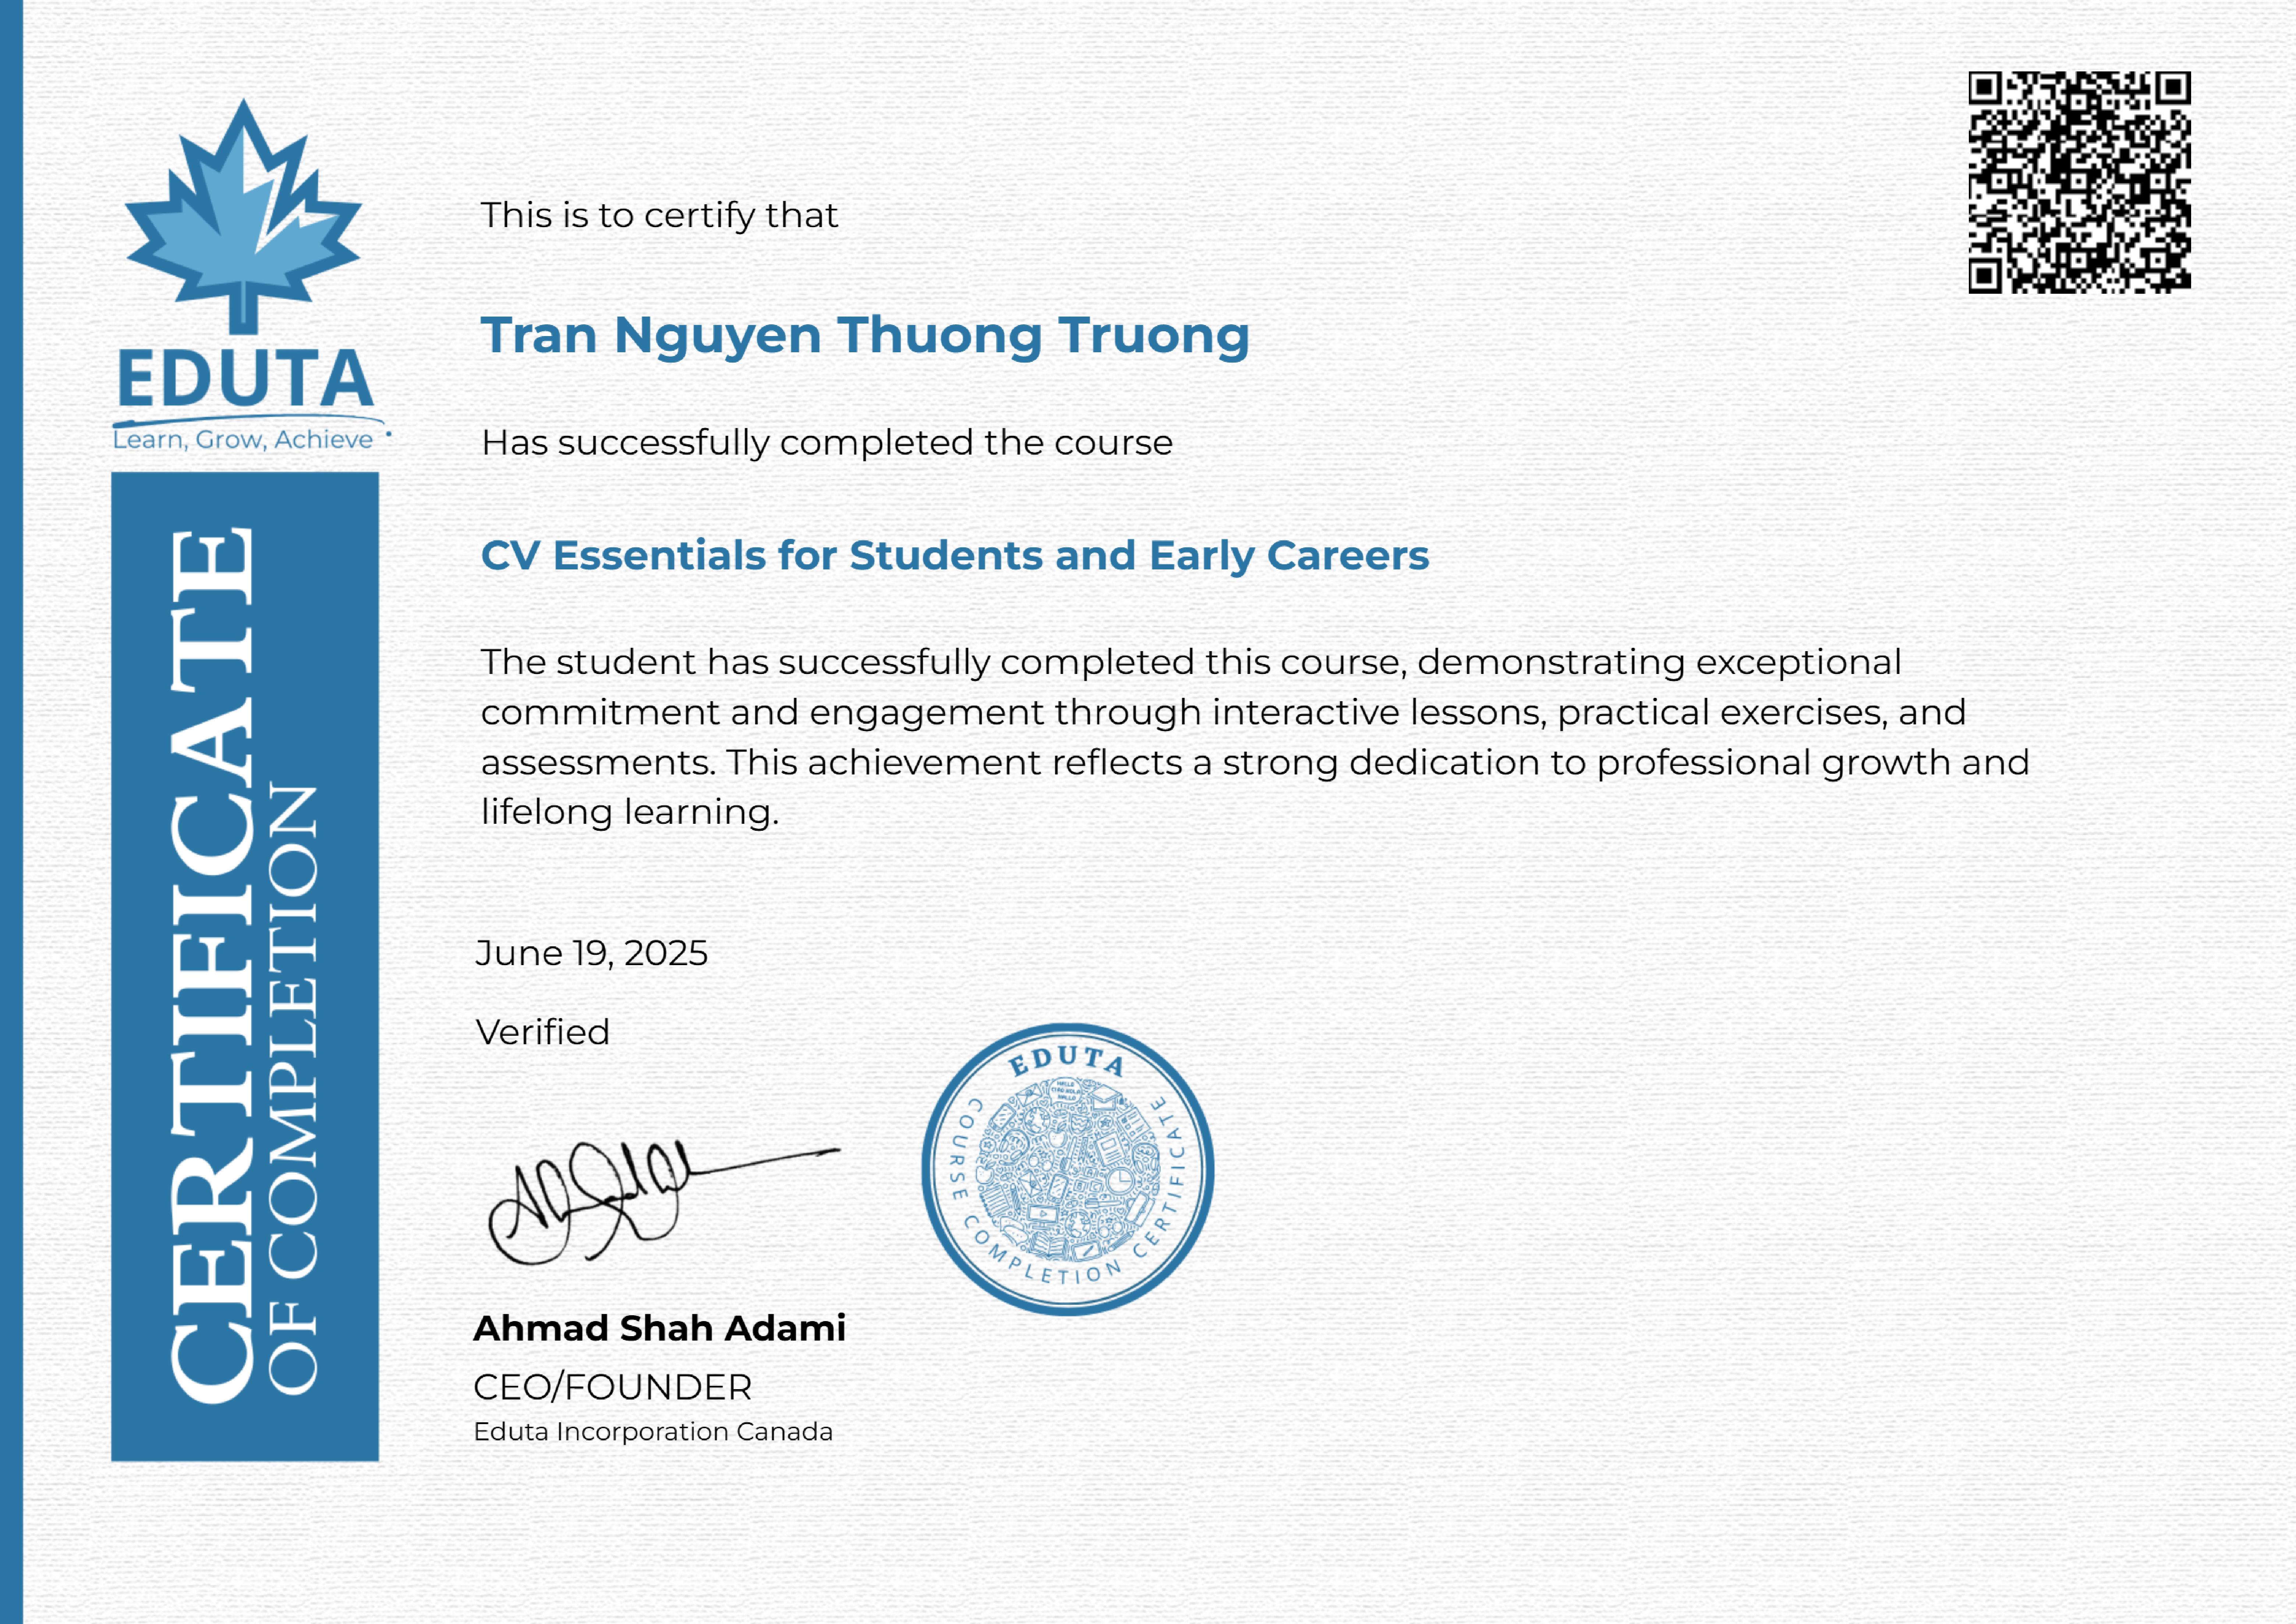 EDUTA
Learn, Grow, Achieve
CERTIFICATE
OF COMPLETION
This is to certify that
Tran Nguyen Thuong Truong
Has successfully completed the course
CV Essentials for Students and Early Careers
The student has successfully completed this course, demonstrating exceptional
commitment and engagement through interactive lessons, practical exercises, and
assessments. This achievement reflects a strong dedication to professional growth and
lifelong learning.
June 19, 2025
Verified
EDUTA
COURSE COMPLETION CERTIFICATE
Ahmad Shah Adami
CEO/FOUNDER
Eduta Incorporation Canada